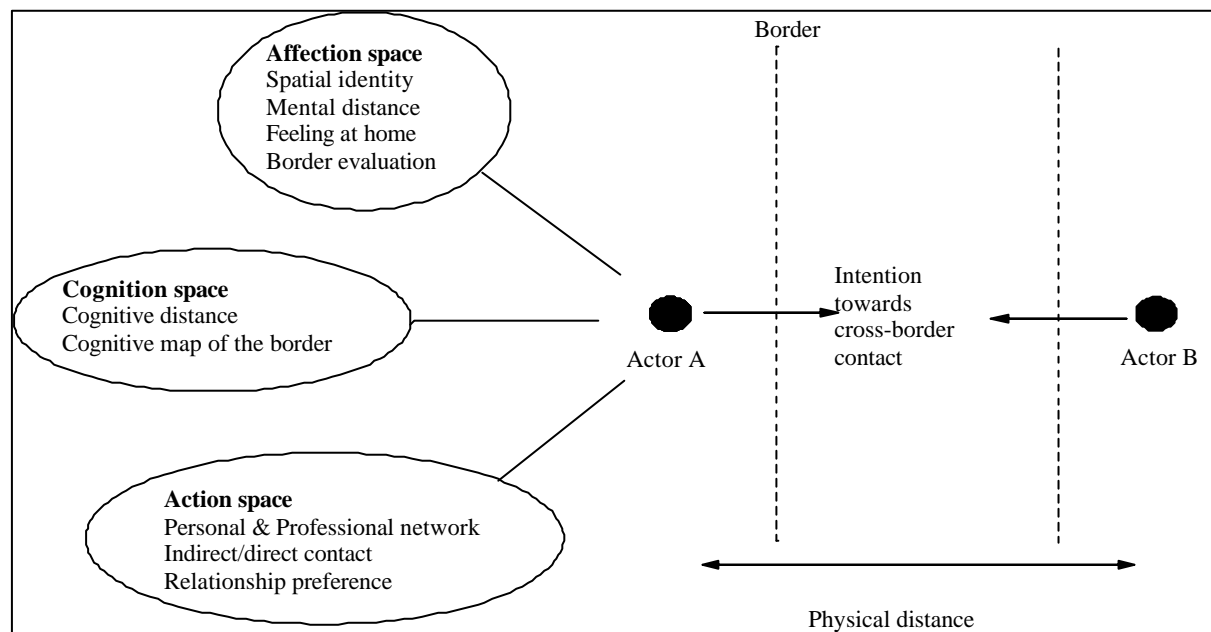 Affection space
Spatial identity
Mental distance
Feeling at home
Border evaluation
Cognition space
Cognitive distance
Cognitive map of the border
Action space
Personal & Professional network
Indirect/direct contact
Relationship preference
Actor A
Border
Intention
towards
cross-border
contact
Actor B
Physical distance